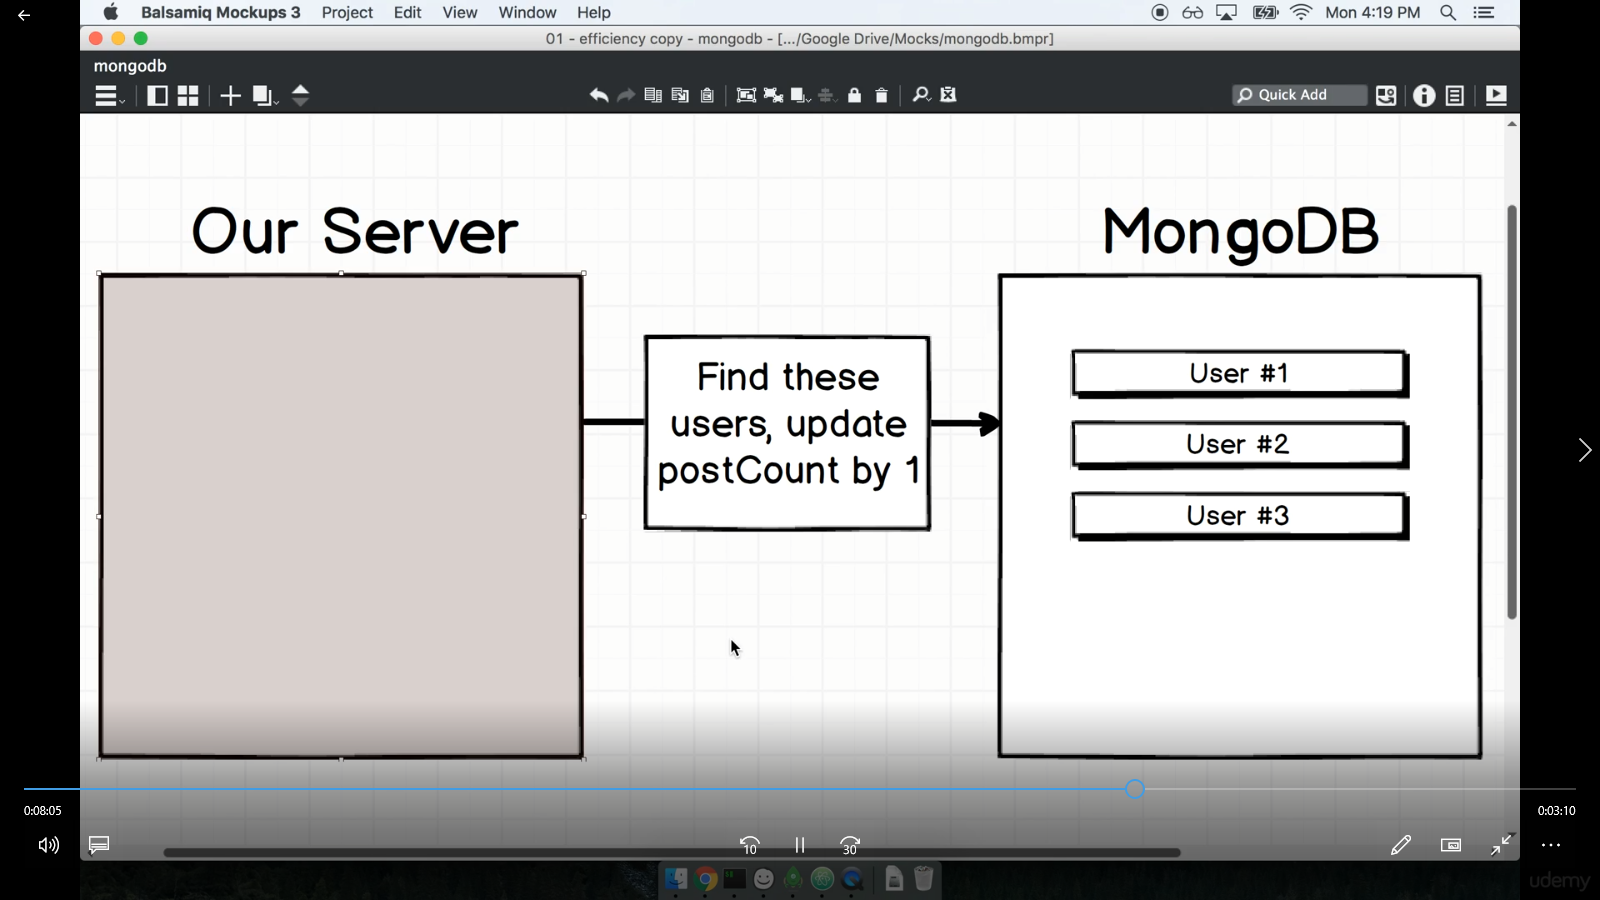 Balsamiq Mockups 3 Project Edit View Window Help Mon 4:19 PM
01 - efficiency copy - mongodb - [.../Google Drive/Mocks/mongodb.bmpr]
mongodb
Quick Add
Our Server
MongoDB
Find these
users, update
postCount by 1
User #1
User #2
User #3
0:08:05
0:03:10
10
30
udemy